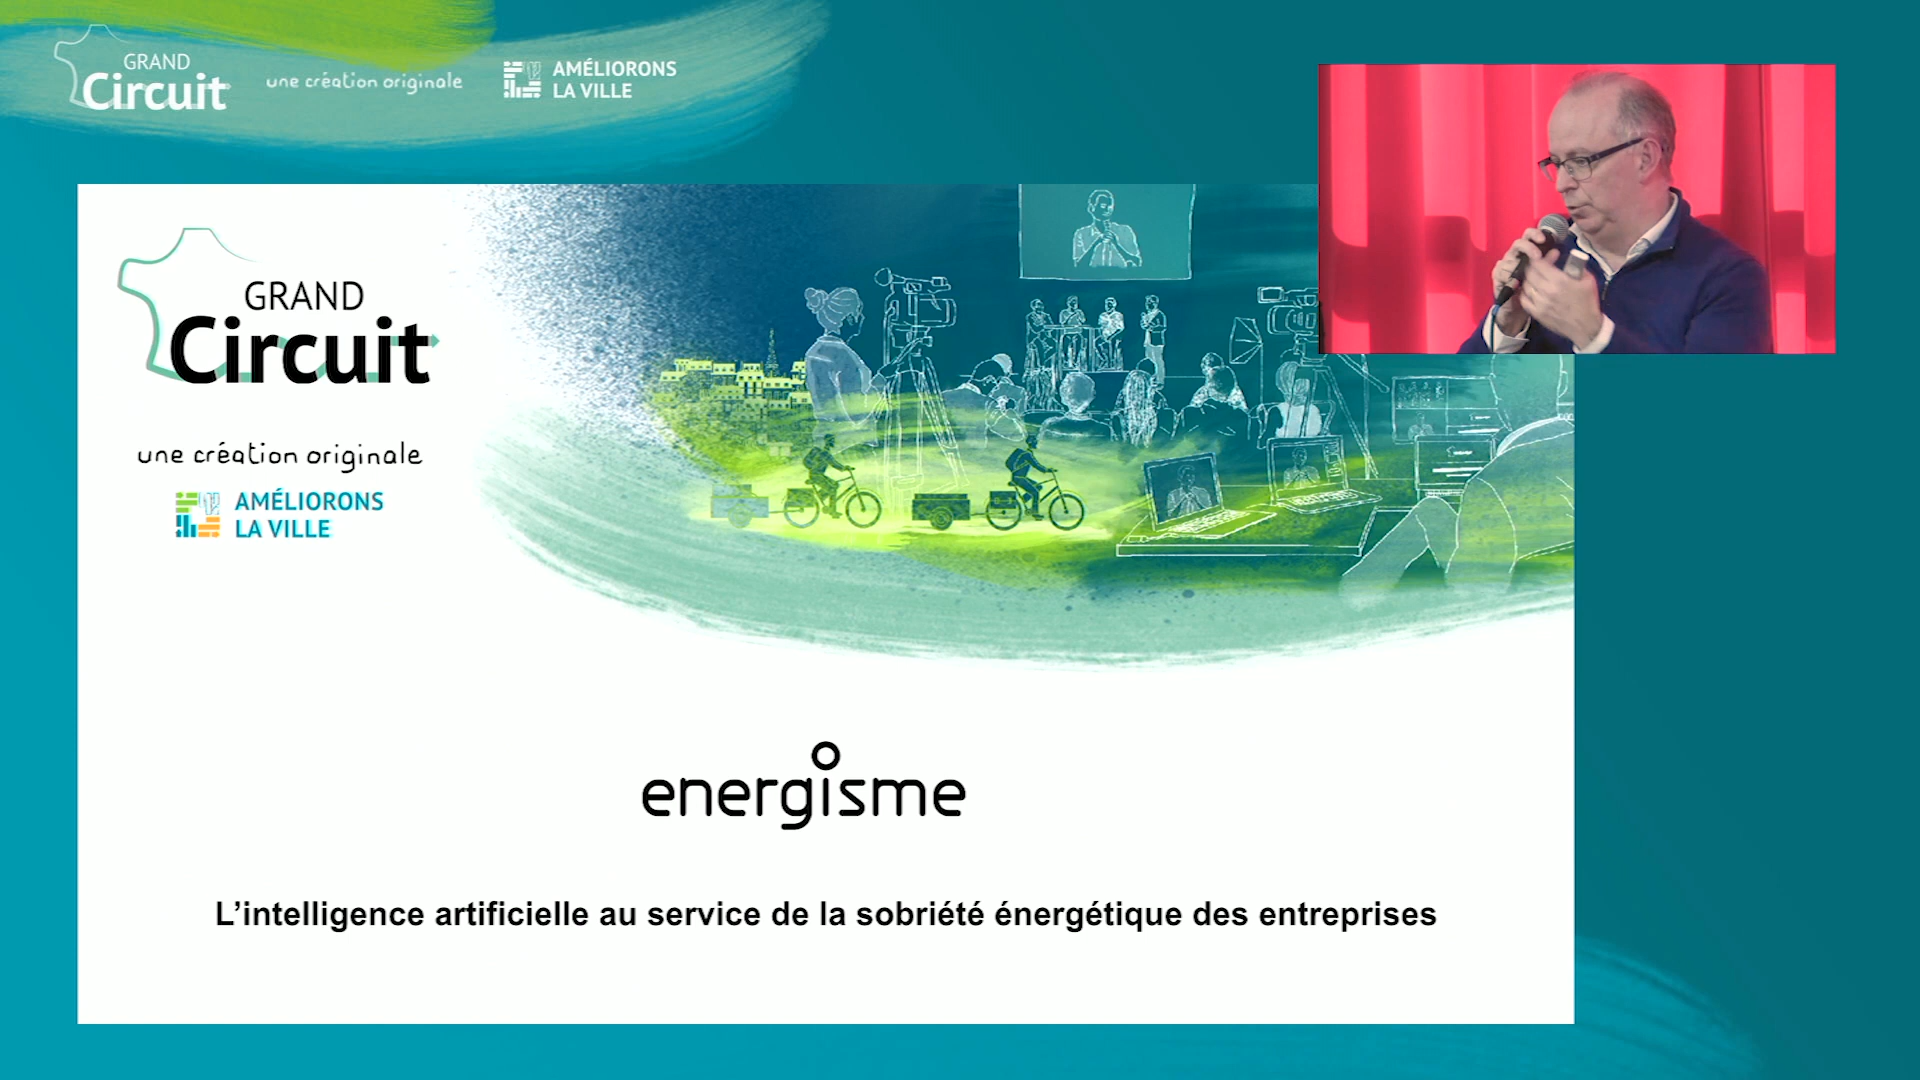 GRAND
Circuit
une création originale
AMÉLIORONS
LA VILLE
GRAND
Circuit
une création originale
AMÉLIORONS
LA VILLE
energisme
L’intelligence artificielle au service de la sobriété énergétique des entreprises